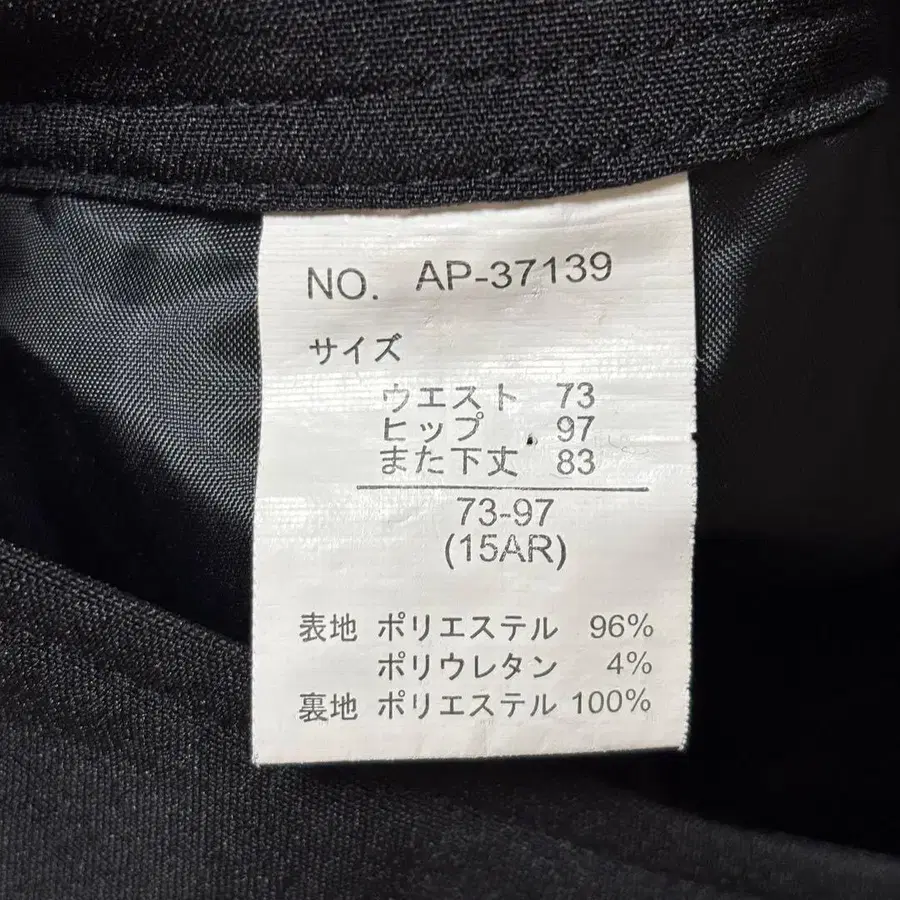 NO. AP-37139
サイズ
ウエスト 73
ヒップ 97
また下丈 83
73-97
(15AR)
表地 ポリエステル 96%
ポリウレタン 4%
裏地 ポリエステル 100%